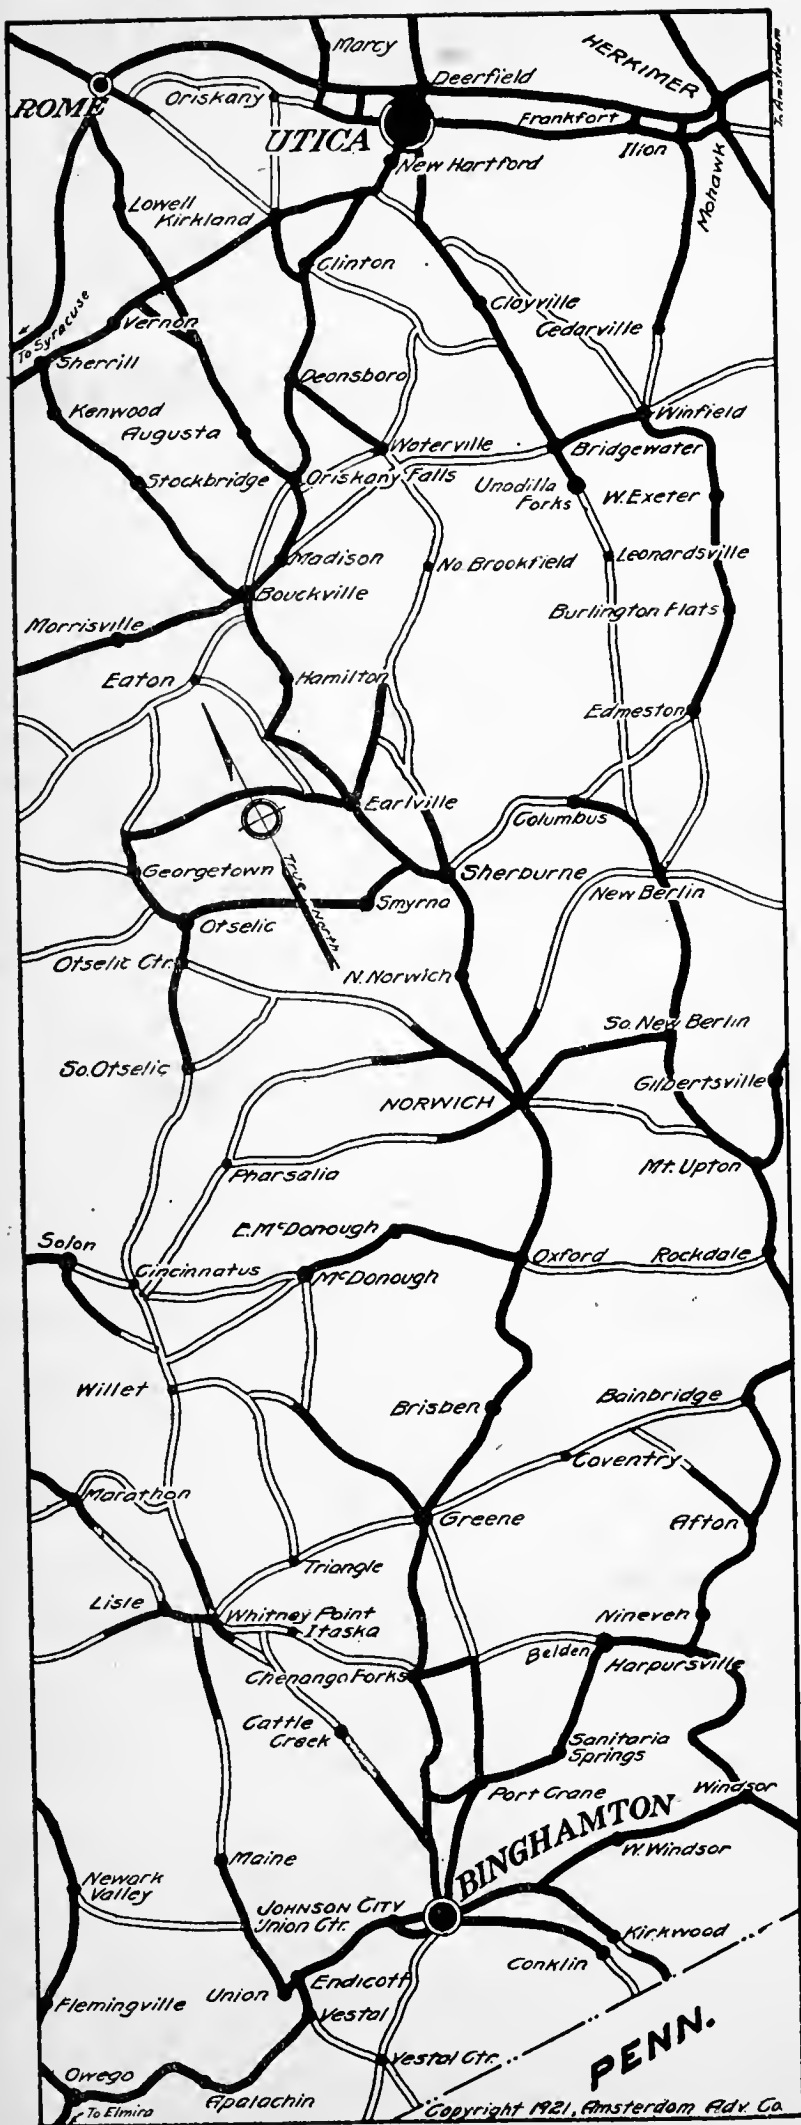 Marcy
HERKIMER
To Amsterdam
Deerfield
ROME
Oriskany
UTICA
Frankfort
Ilion
New Hartford
Mohawk
Lowell
Kirkland
Clinton
To Syracuse
Vernon
Clayville
Cedarville
Sherrill
Deansboro
Kenwood
Augusta
Waterville
Winfield
Bridgewater
Stockbridge
Oriskany Falls
Unadilla
Forks
W. Exeter
Madison
No Brookfield
Leonardsville
Bouckville
Burlington Flats
Morrisville
Eaton
Hamilton
Edmeston
Earlville
Columbus
True North
Georgetown
Sherburne
New Berlin
Smyrna
Otselic
Otselic Ctr.
N. Norwich
So. New Berlin
So. Otselic
Gilbertsville
NORWICH
Pharsalia
Mt. Upton
E. McDonough
Solon
Cincinnatus
McDonough
Oxford
Rockdale
Willet
Brisben
Bainbridge
Coventry
Marathon
Greene
Afton
Triangle
Lisle
Whitney Point
Itaska
Nineveh
Belden
Harpursville
Chenango Forks
Cattle
Creek
Sanitaria
Springs
Port Crane
Windsor
BINGHAMTON
W. Windsor
Maine
Newark
Valley
JOHNSON CITY
Union Ctr.
Kirkwood
Conklin
Union
Endicott
Flemingville
Vestal
PENN.
Vestal Ctr.
Owego
Apalachin
To Elmira
Copyright 1921, Amsterdam Adv. Co